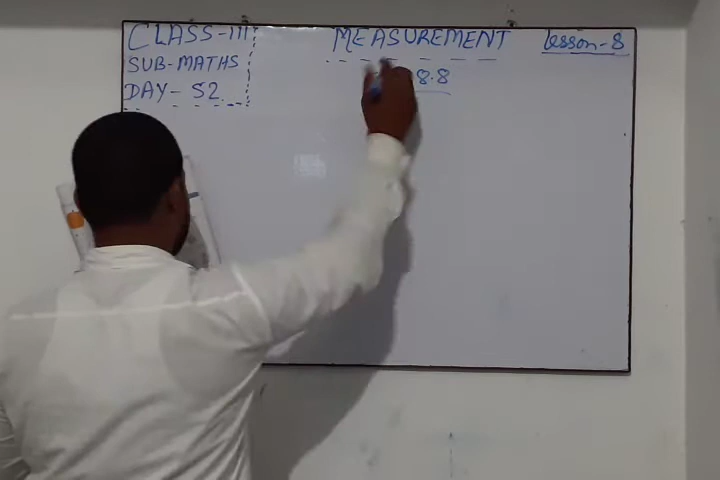 CLASS-III
SUB-MATHS
DAY- 52
MEASUREMENT
8.8
Lesson-8